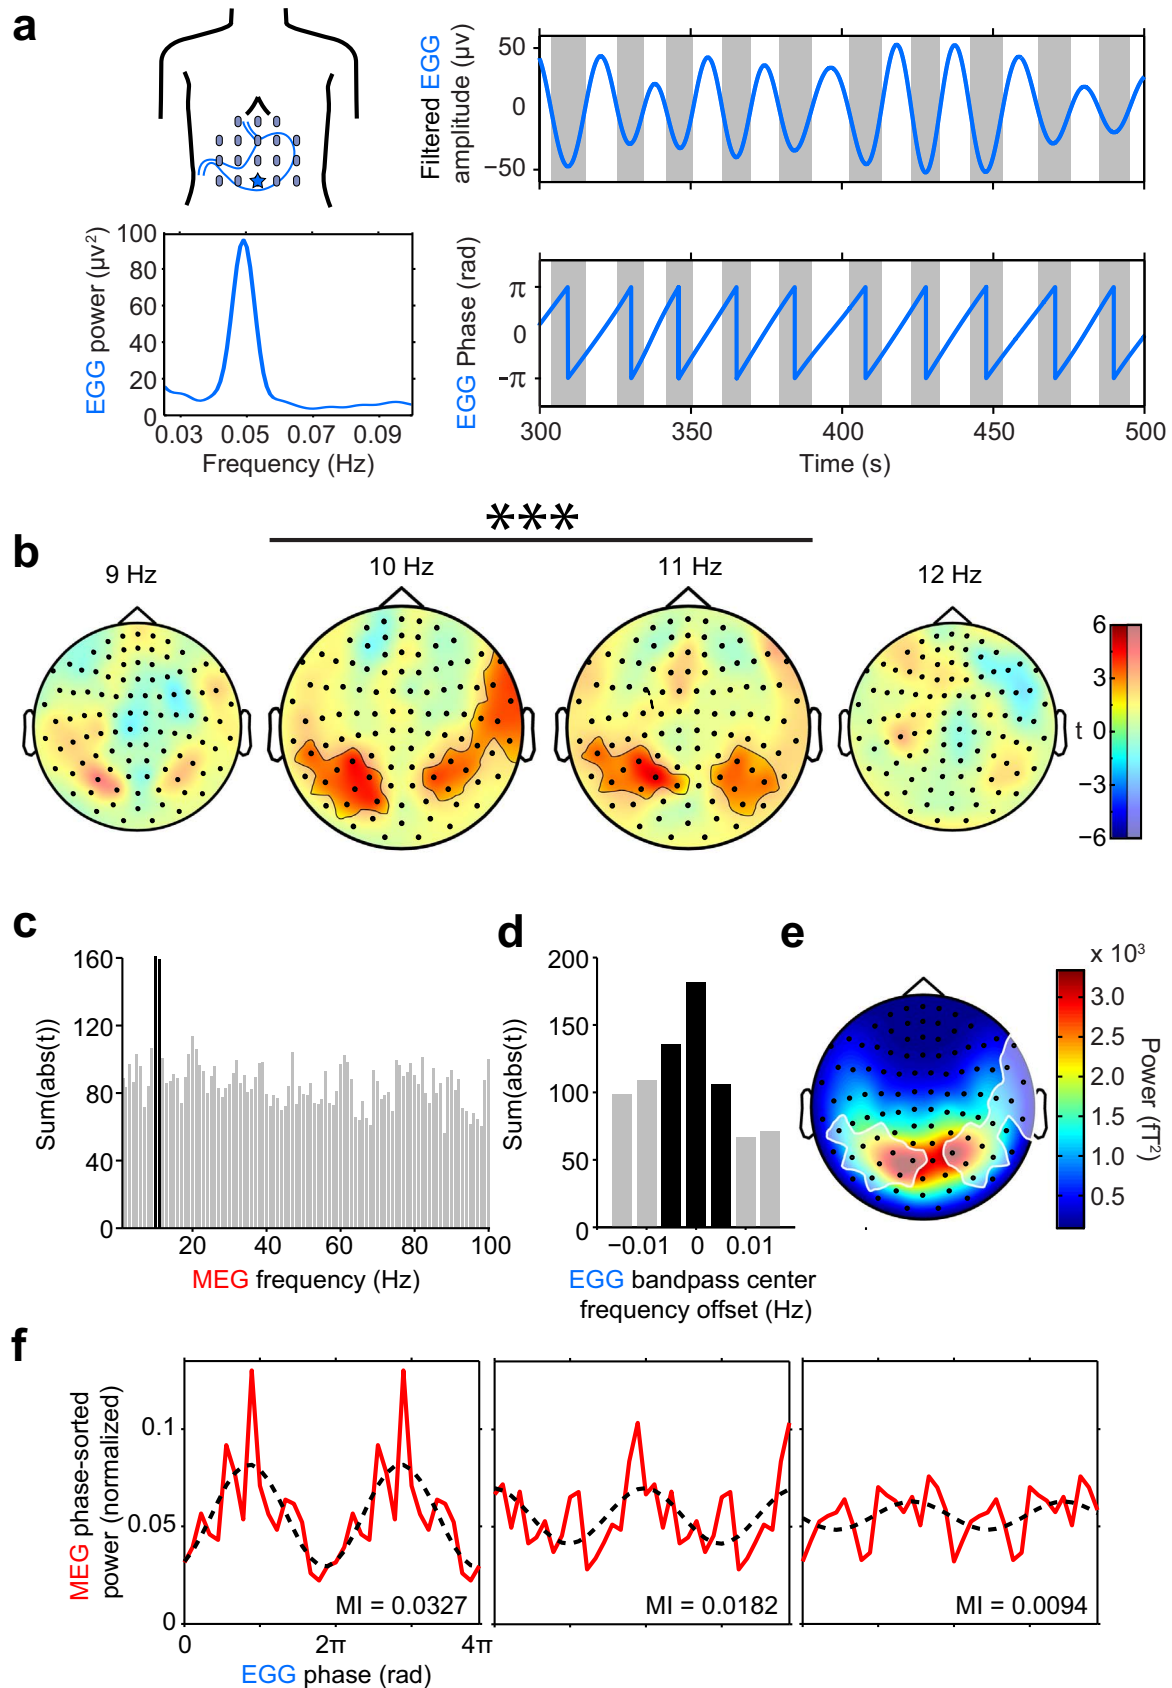 a
Filtered EGG
amplitude (μv)
50
0
−50
EGG power (μv²)
100
80
60
40
20
0
0.03 0.05 0.07 0.09
Frequency (Hz)
EGG Phase (rad)
π
0
-π
300 350 400 450 500
Time (s)
***
b
9 Hz 10 Hz 11 Hz 12 Hz
6
3
t 0
−3
−6
c
Sum(abs(t))
160
120
80
40
0
20 40 60 80 100
MEG frequency (Hz)
d
Sum(abs(t))
200
150
100
50
0
−0.01 0 0.01
EGG bandpass center
frequency offset (Hz)
e
x 10³
3.0
2.5
2.0
1.5
1.0
0.5
Power (fT²)
f
MEG phase-sorted
power (normalized)
0.1
0.05
0
MI = 0.0327 MI = 0.0182 MI = 0.0094
0 2π 4π
EGG phase (rad)